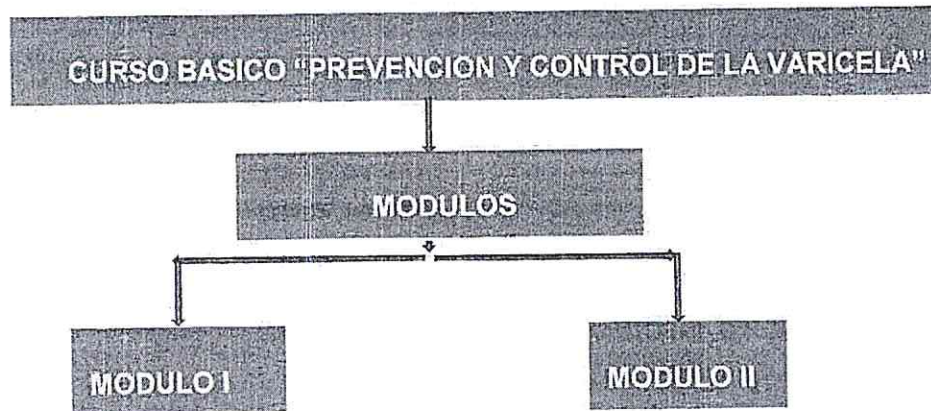 CURSO BASICO “PREVENCION Y CONTROL DE LA VARICELA”
MODULOS
MODULO I
MODULO II